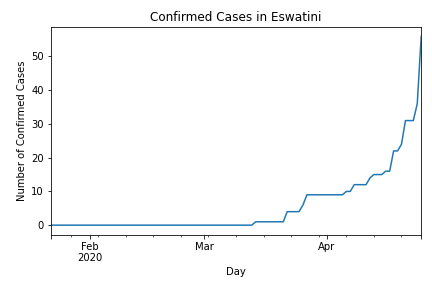 Confirmed Cases in Eswatini
Number of Confirmed Cases
50
40
30
20
10
0
Feb
2020
Mar
Apr
Day